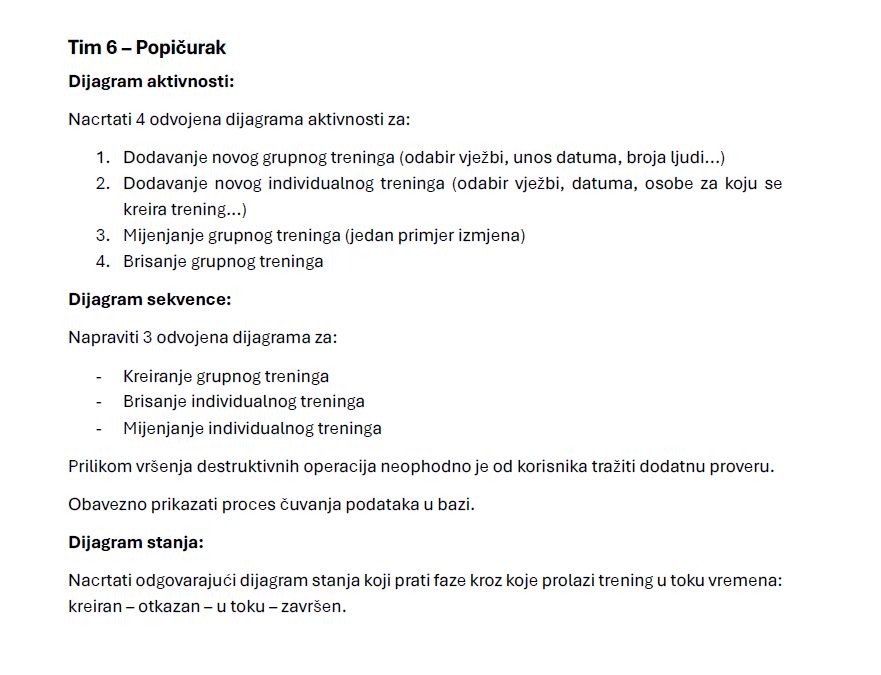 Tim 6 – Popičurak
Dijagram aktivnosti:
Nacrtati 4 odvojena dijagrama aktivnosti za:
1. Dodavanje novog grupnog treninga (odabir vježbi, unos datuma, broja ljudi...)
2. Dodavanje novog individualnog treninga (odabir vježbi, datuma, osobe za koju se
kreira trening...)
3. Mijenjanje grupnog treninga (jedan primjer izmjena)
4. Brisanje grupnog treninga
Dijagram sekvence:
Napraviti 3 odvojena dijagrama za:
- Kreiranje grupnog treninga
- Brisanje individualnog treninga
- Mijenjanje individualnog treninga
Prilikom vršenja destruktivnih operacija neophodno je od korisnika tražiti dodatnu proveru.
Obavezno prikazati proces čuvanja podataka u bazi.
Dijagram stanja:
Nacrtati odgovarajući dijagram stanja koji prati faze kroz koje prolazi trening u toku vremena:
kreiran – otkazan – u toku – završen.